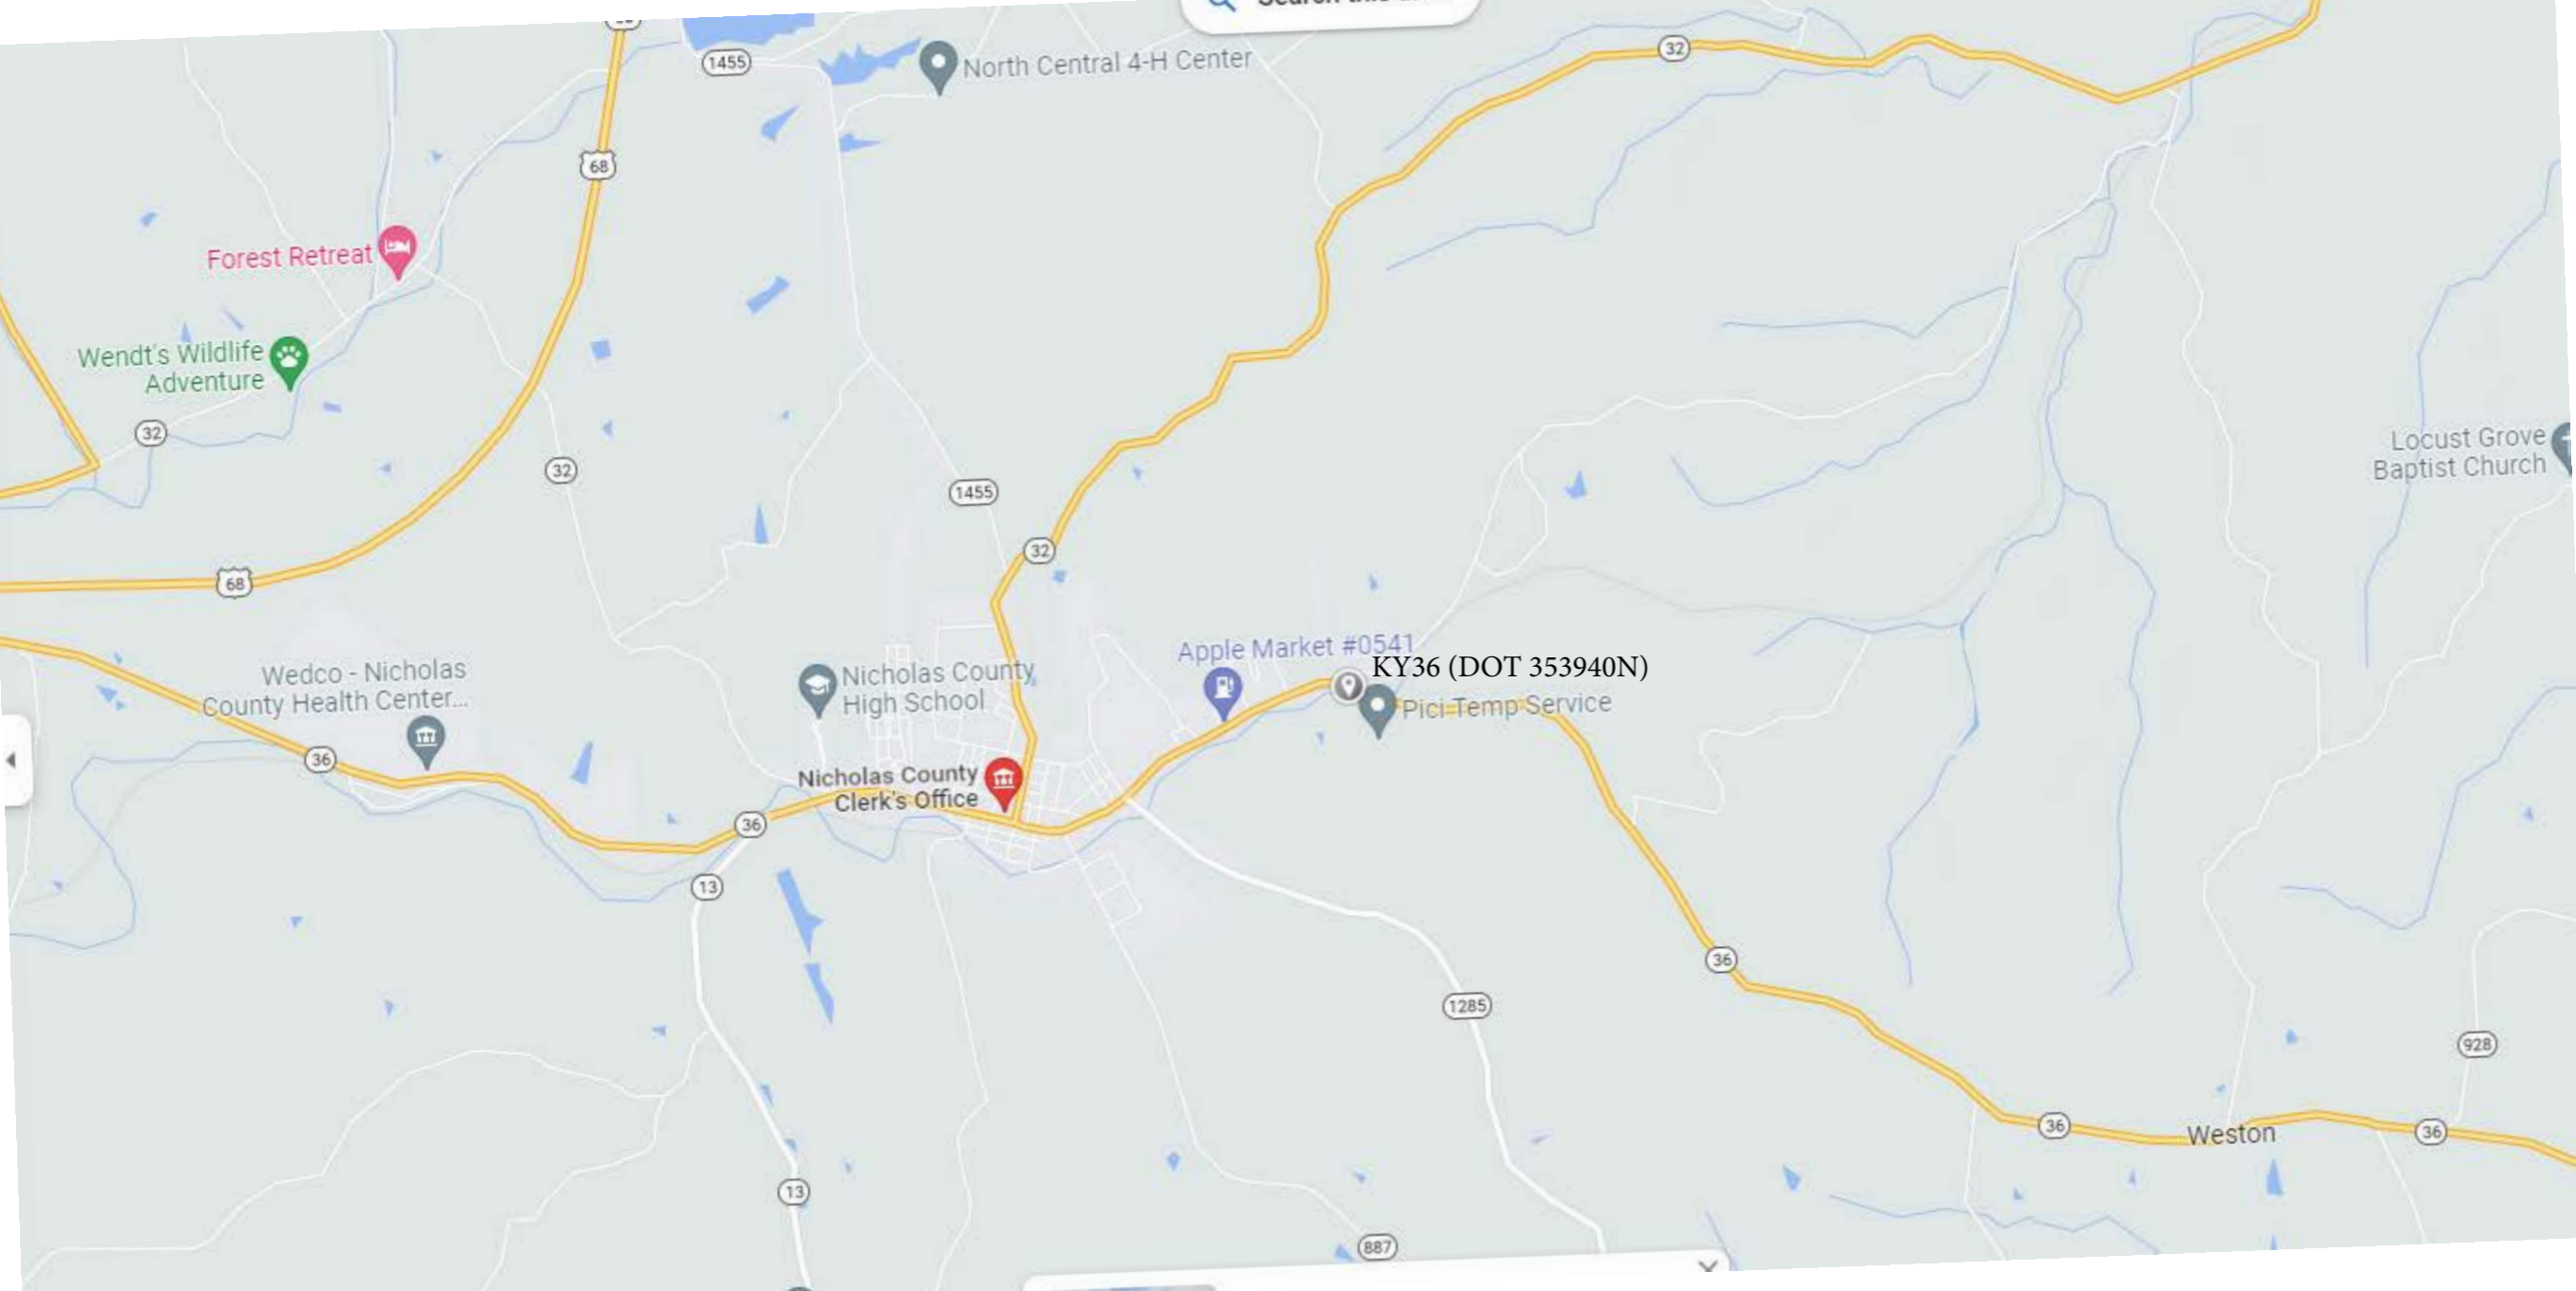 1455
North Central 4-H Center
32
68
Forest Retreat
Wendt's Wildlife
Adventure
32
32
Locust Grove
Baptist Church
1455
32
68
Apple Market #0541
KY36 (DOT 353940N)
Wedco - Nicholas
County Health Center...
Nicholas County
High School
Pici Temp Service
36
Nicholas County
Clerk's Office
36
13
36
1285
928
36
Weston
36
13
887